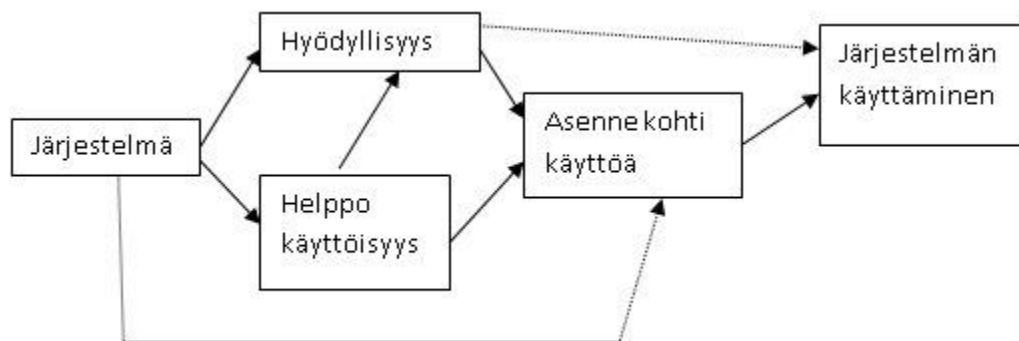 Hyödyllisyys
Järjestelmän
käyttäminen
Asenne kohti
käyttöä
Järjestelmä
Helppo
käyttöisyys